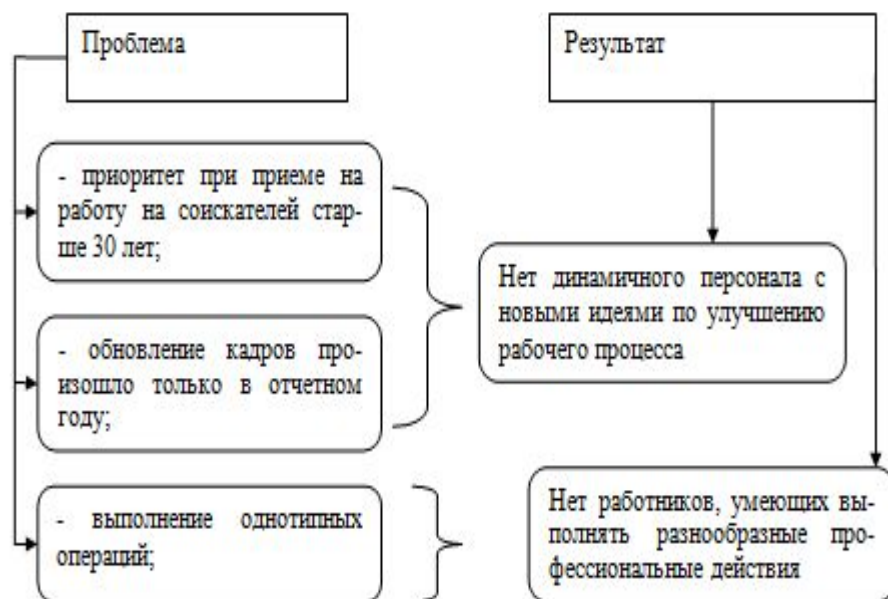 Проблема
Результат
- приоритет при приеме на
работу на соискателей стар-
ше 30 лет;
Нет динамичного персонала с
новыми идеями по улучшению
рабочего процесса
- обновление кадров про-
изошло только в отчетном
году;
- выполнение однотипных
операций;
Нет работников, умеющих вы-
полнять разнообразные про-
фессиональные действия